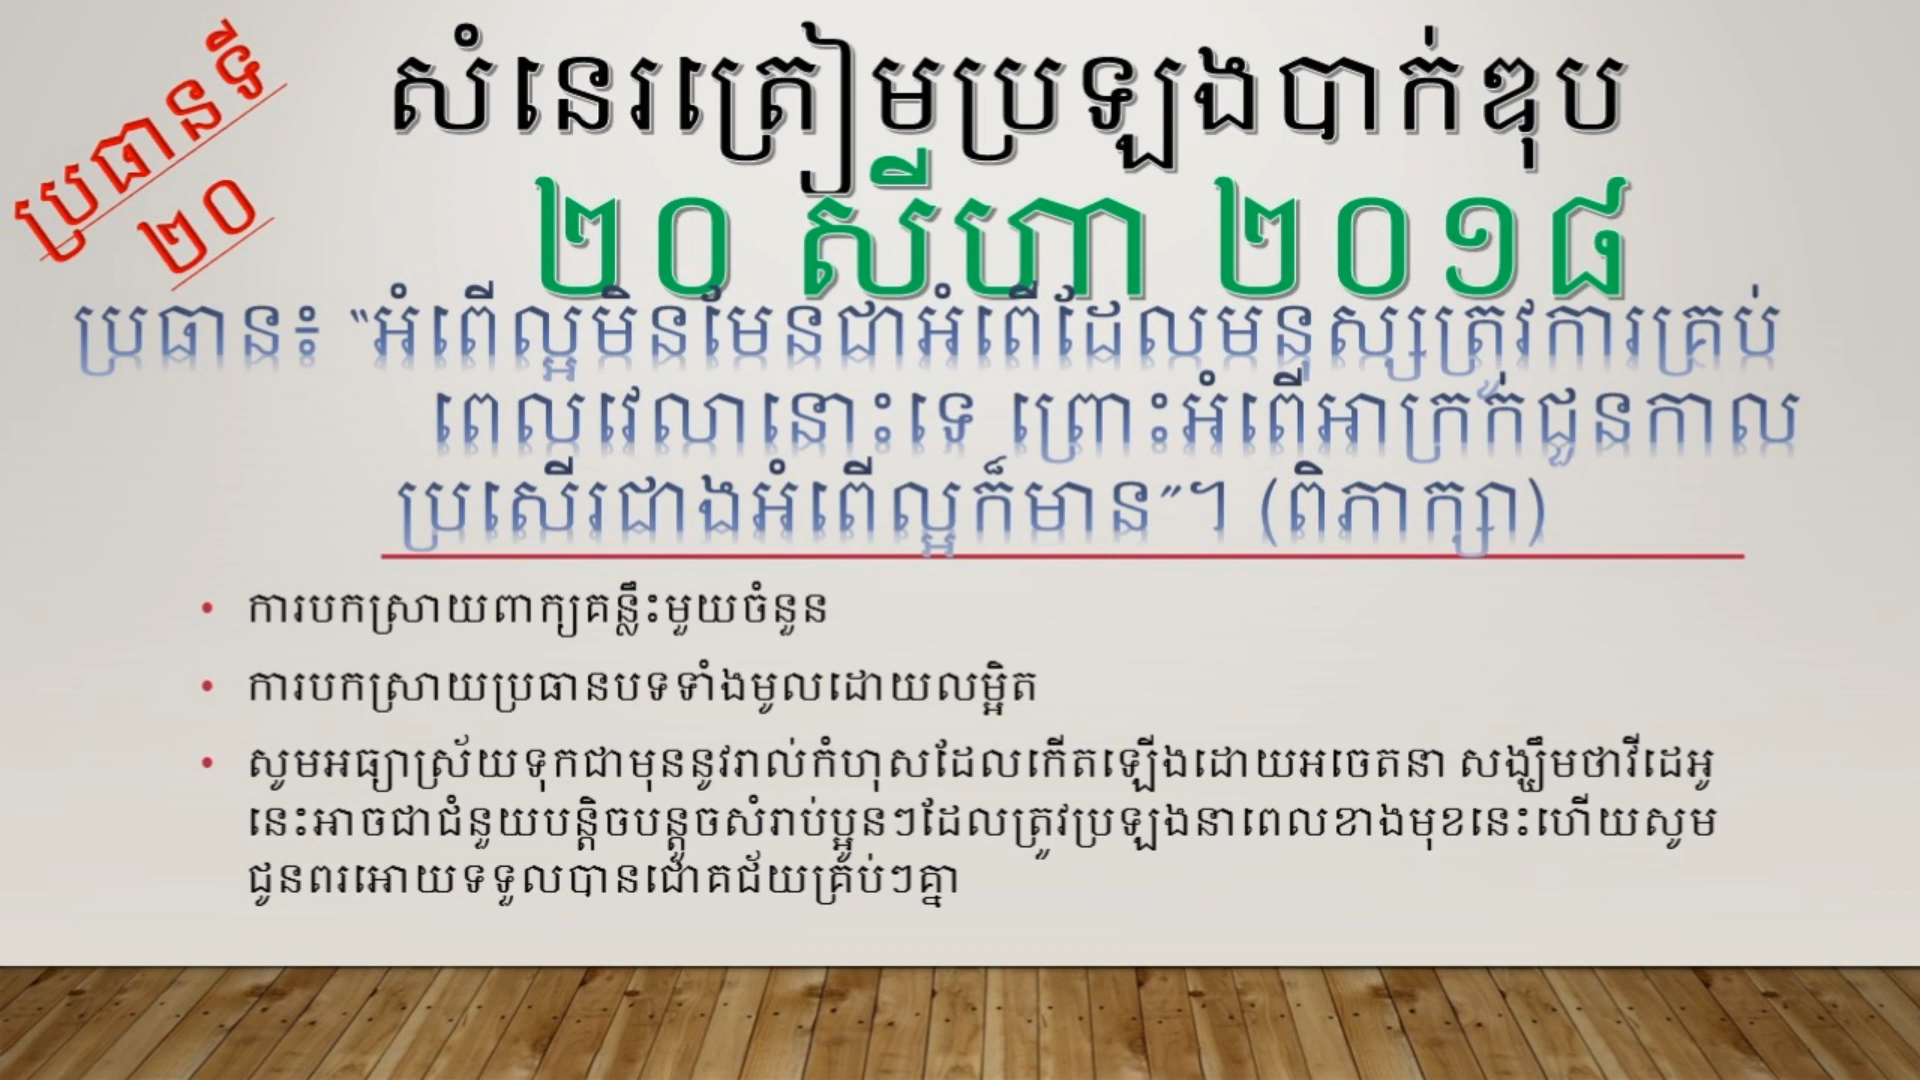 ប្រធានទី
២០
សំនេរត្រៀមប្រឡងបាក់ឌុប
២០ សីហា ២០១៨
ប្រធាន៖ “អំពើល្អមិនមែនជាអំពើដែលមនុស្សត្រូវការគ្រប់
ពេលវេលានោះទេ ព្រោះអំពើអាក្រក់ជួនកាល
ប្រសើរជាងអំពើល្អក៏មាន”។ (ពិភាក្សា)
• ការបកស្រាយពាក្យគន្លឹះមួយចំនួន
• ការបកស្រាយប្រធានបទទាំងមូលដោយលម្អិត
• សូមអធ្យាស្រ័យទុកជាមុននូវរាល់កំហុសដែលកើតឡើងដោយអចេតនា សង្ឃឹមថាវីដេអូ
នេះអាចជាជំនួយបន្តិចបន្តួចសំរាប់ប្អូនៗដែលត្រូវប្រឡងនាពេលខាងមុខនេះហើយសូម
ជូនពរអោយទទួលបានជោគជ័យគ្រប់ៗគ្នា